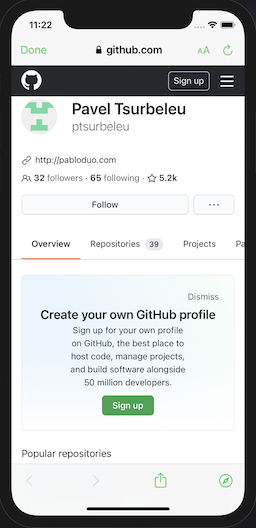 11:22
Done
github.com
AA
Sign up
Pavel Tsurbeleu
ptsurbeleu
http://pabloduo.com
32 followers · 65 following · 5.2k
Follow
...
Overview
Repositories 39
Projects
Pa
Dismiss
Create your own GitHub profile
Sign up for your own profile
on GitHub, the best place to
host code, manage projects,
and build software alongside
50 million developers.
Sign up
Popular repositories